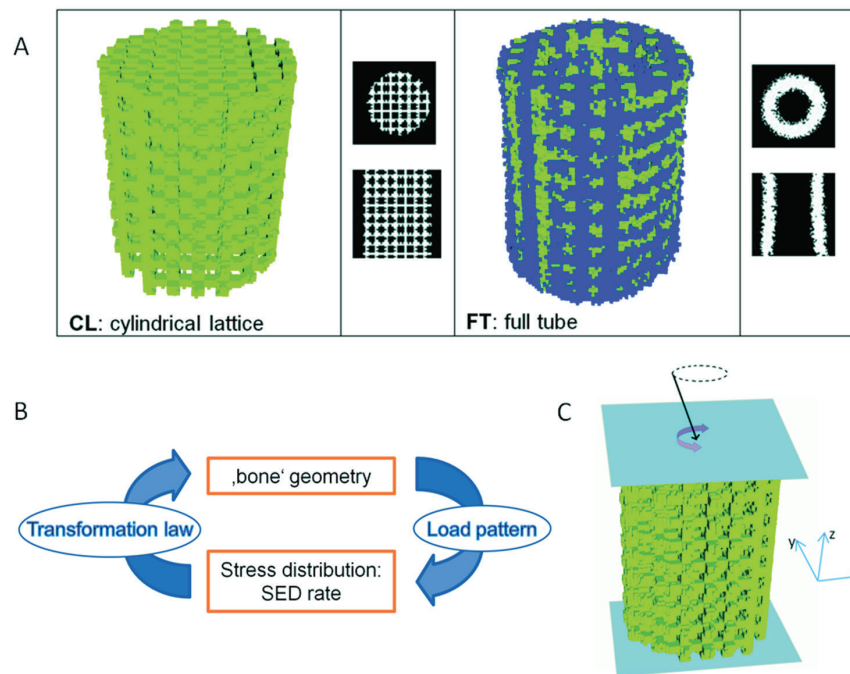 A
CL: cylindrical lattice
FT: full tube
B
‚bone‘ geometry
Transformation law
Load pattern
Stress distribution:
SED rate
C
y
z